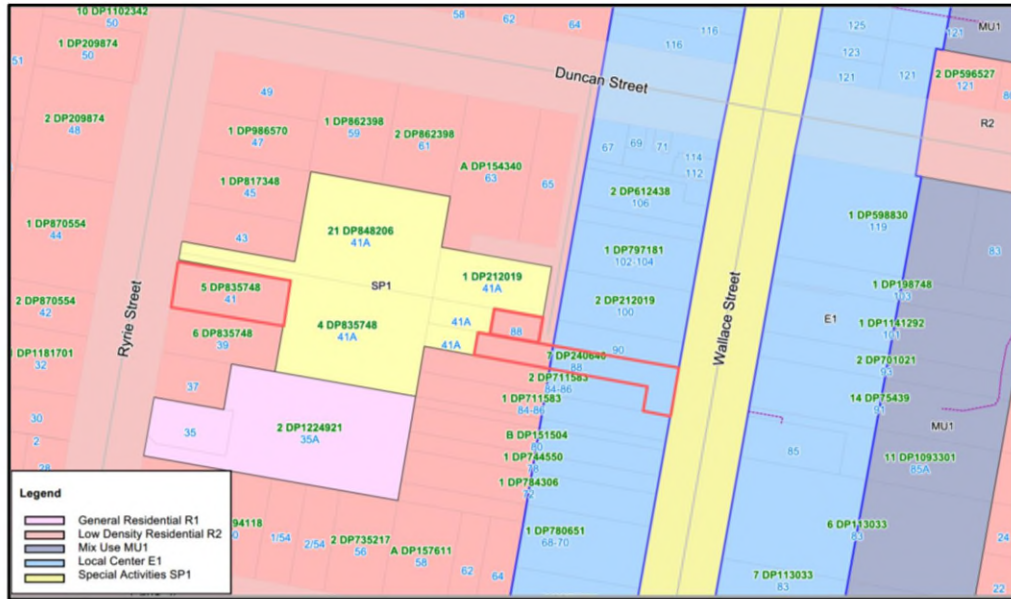 10 DP1102342
50
58
62
64
116
116
125
121
MU1
1 DP209874
50
51
123
121
121
2 DP596527
121
Duncan Street
49
2 DP209874
48
1 DP986570
47
1 DP862398
59
2 DP862398
61
R2
67
69
71
114
112
A DP154340
63
65
1 DP817348
45
2 DP612438
106
1 DP598830
119
1 DP870554
44
43
21 DP848206
41A
1 DP797181
102-104
83
SP1
1 DP212019
41A
5 DP835748
41
1 DP198748
103
2 DP870554
42
2 DP212019
100
Ryrie Street
Wallace Street
E1
4 DP835748
41A
41A
88
1 DP1141292
101
6 DP835748
39
41A
90
7 DP240640
88
1 DP1181701
32
2 DP701021
93
2 DP711583
84-86
37
1 DP711583
84-86
14 DP75439
91
30
35
2 DP1224921
35A
B DP151504
80
MU1
2
85
1 DP744550
78
11 DP1093301
85A
28
1 DP784306
72
Legend
General Residential R1
Low Density Residential R2
Mix Use MU1
Local Center E1
Special Activities SP1
94118
1/54
2/54
2 DP735217
56
A DP157611
58
62
64
1 DP780651
68-70
6 DP113033
83
24
7 DP113033
83
22